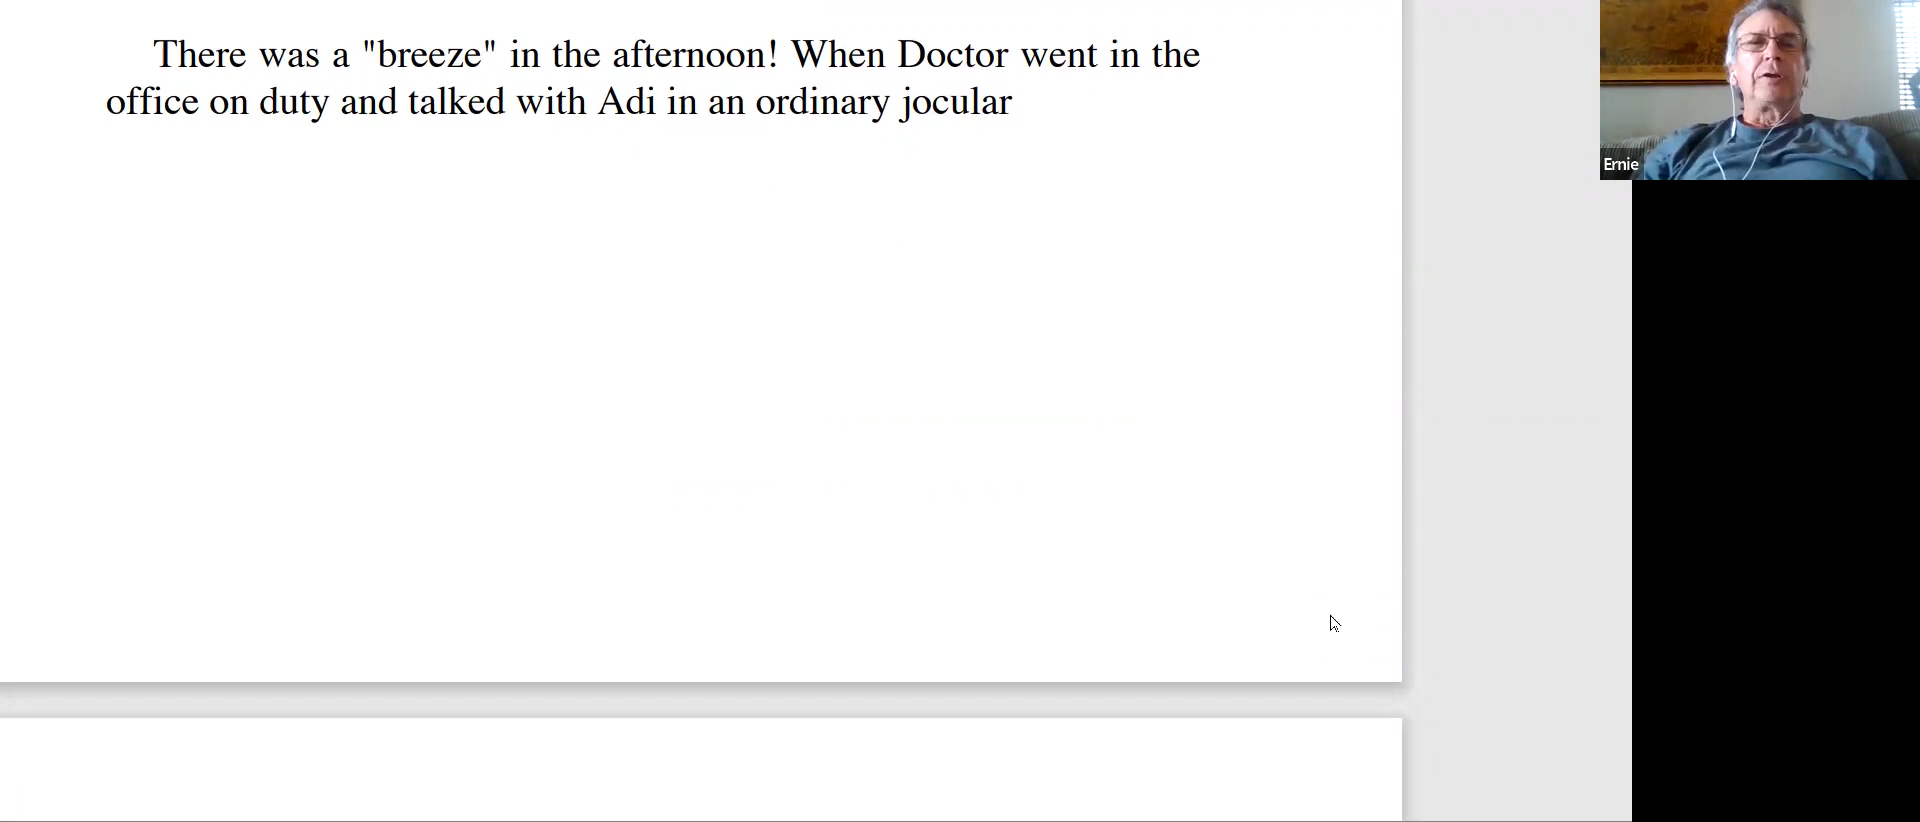 There was a "breeze" in the afternoon! When Doctor went in the
office on duty and talked with Adi in an ordinary jocular
Ernie